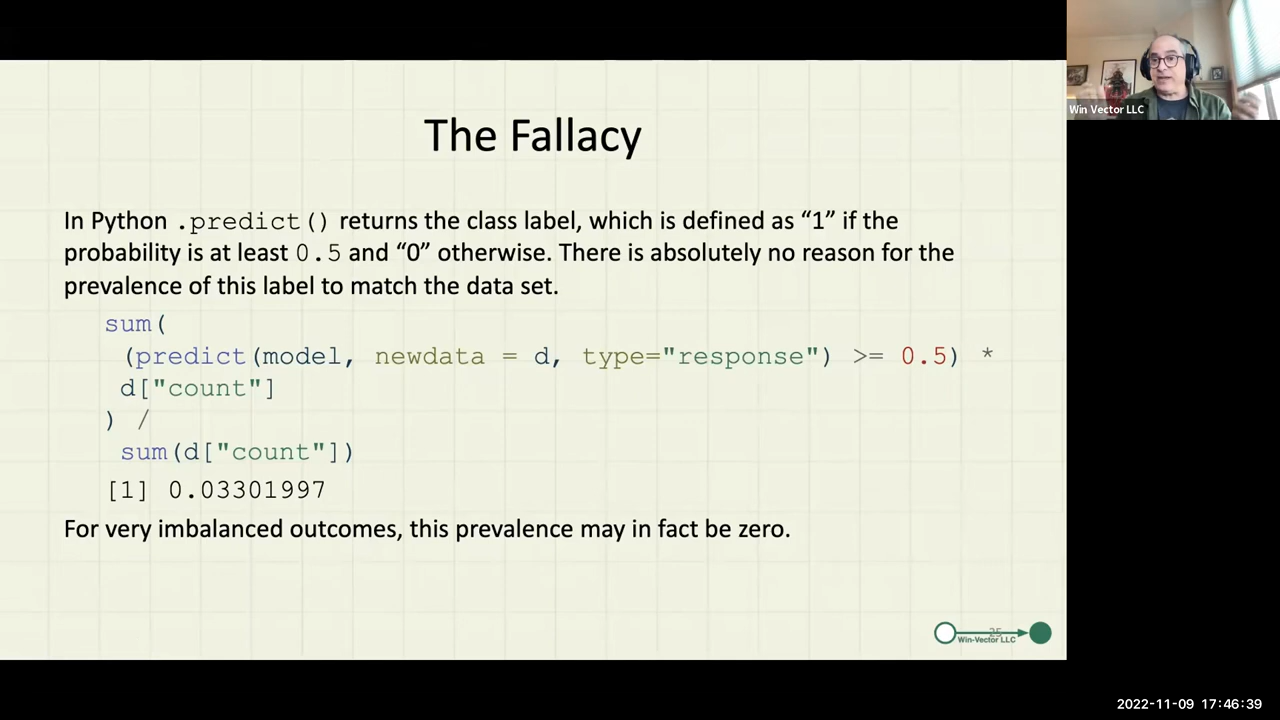 Win Vector LLC
The Fallacy
In Python .predict() returns the class label, which is defined as “1” if the
probability is at least 0.5 and “0” otherwise. There is absolutely no reason for the
prevalence of this label to match the data set.
sum(
(predict(model, newdata = d, type="response") >= 0.5) *
d["count"]
) /
sum(d["count"])
[1] 0.03301997
For very imbalanced outcomes, this prevalence may in fact be zero.
25
Win-Vector LLC
2022-11-09 17:46:39